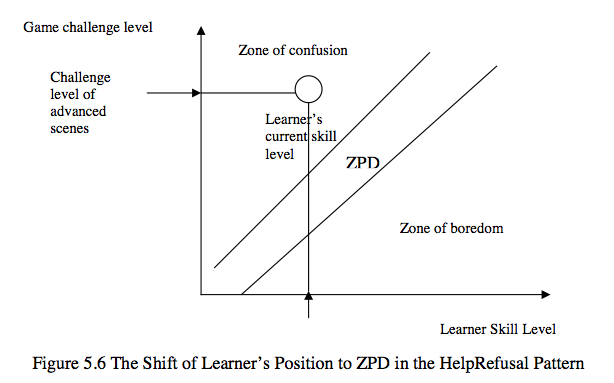 Game challenge level
Zone of confusion
Challenge
level of
advanced
scenes
Learner's
current skill
level
ZPD
Zone of boredom
Learner Skill Level
Figure 5.6 The Shift of Learner's Position to ZPD in the HelpRefusal Pattern